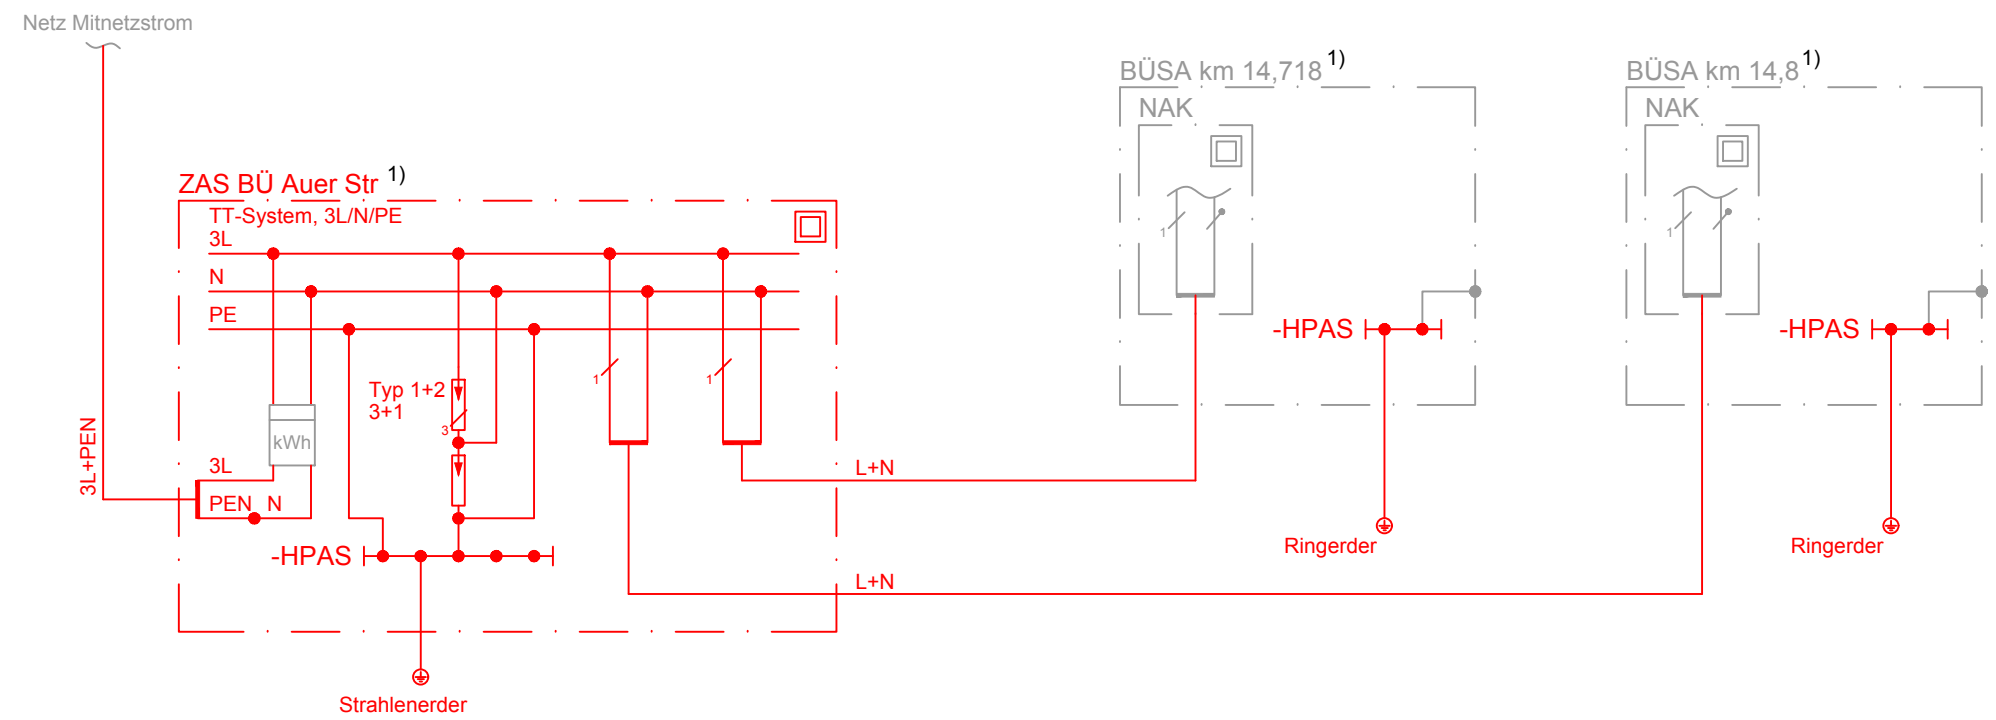 Netz Mitnetzstrom
BÜSA km 14,718 1)
BÜSA km 14,8 1)
NAK
NAK
ZAS BÜ Auer Str 1)
TT-System, 3L/N/PE
3L
N
PE
1
1
-HPAS
-HPAS
Typ 1+2
3+1
3
1
1
kWh
3L+PEN
3L
PEN N
L+N
-HPAS
Ringerder
Ringerder
L+N
Strahlenerder